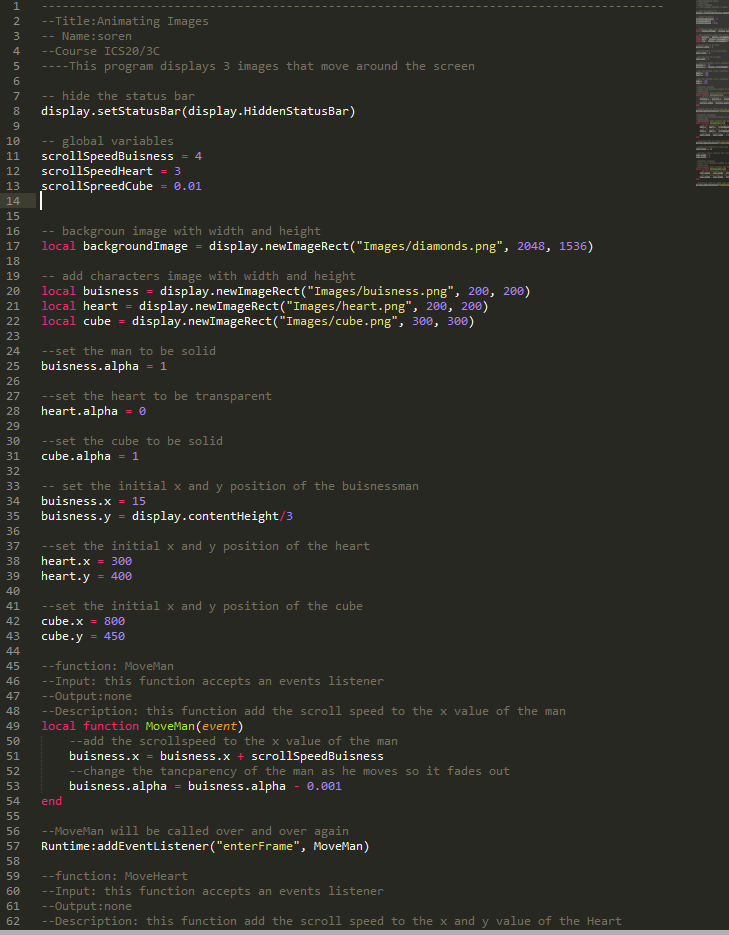 1 -----------------------------------------------------------------------------------------
2 --Title:Animating Images
3 -- Name:soren
4 --Course ICS20/3C
5 ----This program displays 3 images that move around the screen
6
7 -- hide the status bar
8 display.setStatusBar(display.HiddenStatusBar)
9
10 -- global variables
11 scrollSpeedBuisness = 4
12 scrollSpeedHeart = 3
13 scrollSpreedCube = 0.01
14
15
16 -- backgroun image with width and height
17 local backgroundImage = display.newImageRect("Images/diamonds.png", 2048, 1536)
18
19 -- add characters image with width and height
20 local buisness = display.newImageRect("Images/buisness.png", 200, 200)
21 local heart = display.newImageRect("Images/heart.png", 200, 200)
22 local cube = display.newImageRect("Images/cube.png", 300, 300)
23
24 --set the man to be solid
25 buisness.alpha = 1
26
27 --set the heart to be transparent
28 heart.alpha = 0
29
30 --set the cube to be solid
31 cube.alpha = 1
32
33 -- set the initial x and y position of the buisnessman
34 buisness.x = 15
35 buisness.y = display.contentHeight/3
36
37 --set the initial x and y position of the heart
38 heart.x = 300
39 heart.y = 400
40
41 --set the initial x and y position of the cube
42 cube.x = 800
43 cube.y = 450
44
45 --function: MoveMan
46 --Input: this function accepts an events listener
47 --Output:none
48 --Description: this function add the scroll speed to the x value of the man
49 local function MoveMan(event)
50     --add the scrollspeed to the x value of the man
51     buisness.x = buisness.x + scrollSpeedBuisness
52     --change the tancparency of the man as he moves so it fades out
53     buisness.alpha = buisness.alpha - 0.001
54 end
55
56 --MoveMan will be called over and over again
57 Runtime:addEventListener("enterFrame", MoveMan)
58
59 --function: MoveHeart
60 --Input: this function accepts an events listener
61 --Output:none
62 --Description: this function add the scroll speed to the x and y value of the Heart